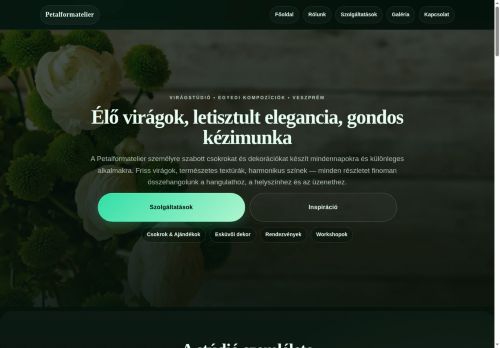 Petalformatelier
Főoldal Rólunk Szolgáltatások Galéria Kapcsolat
VIRÁGSTÚDIÓ • EGYEDI KOMPOZÍCIÓK • VESZPRÉM
Élő virágok, letisztult elegancia, gondos
kézimunka
A Petalformatelier személyre szabott csokrokat és dekorációkat készít mindennapokra és különleges
alkalmakra. Friss virágok, természetes textúrák, harmonikus színek — minden részletet finoman
összehangolunk a hangulathoz, a helyszínhez és az üzenethez.
Szolgáltatások Inspiráció
Csokrok & Ajándékok Esküvői dekor Rendezvények Workshopok
A stúdió szemlélete